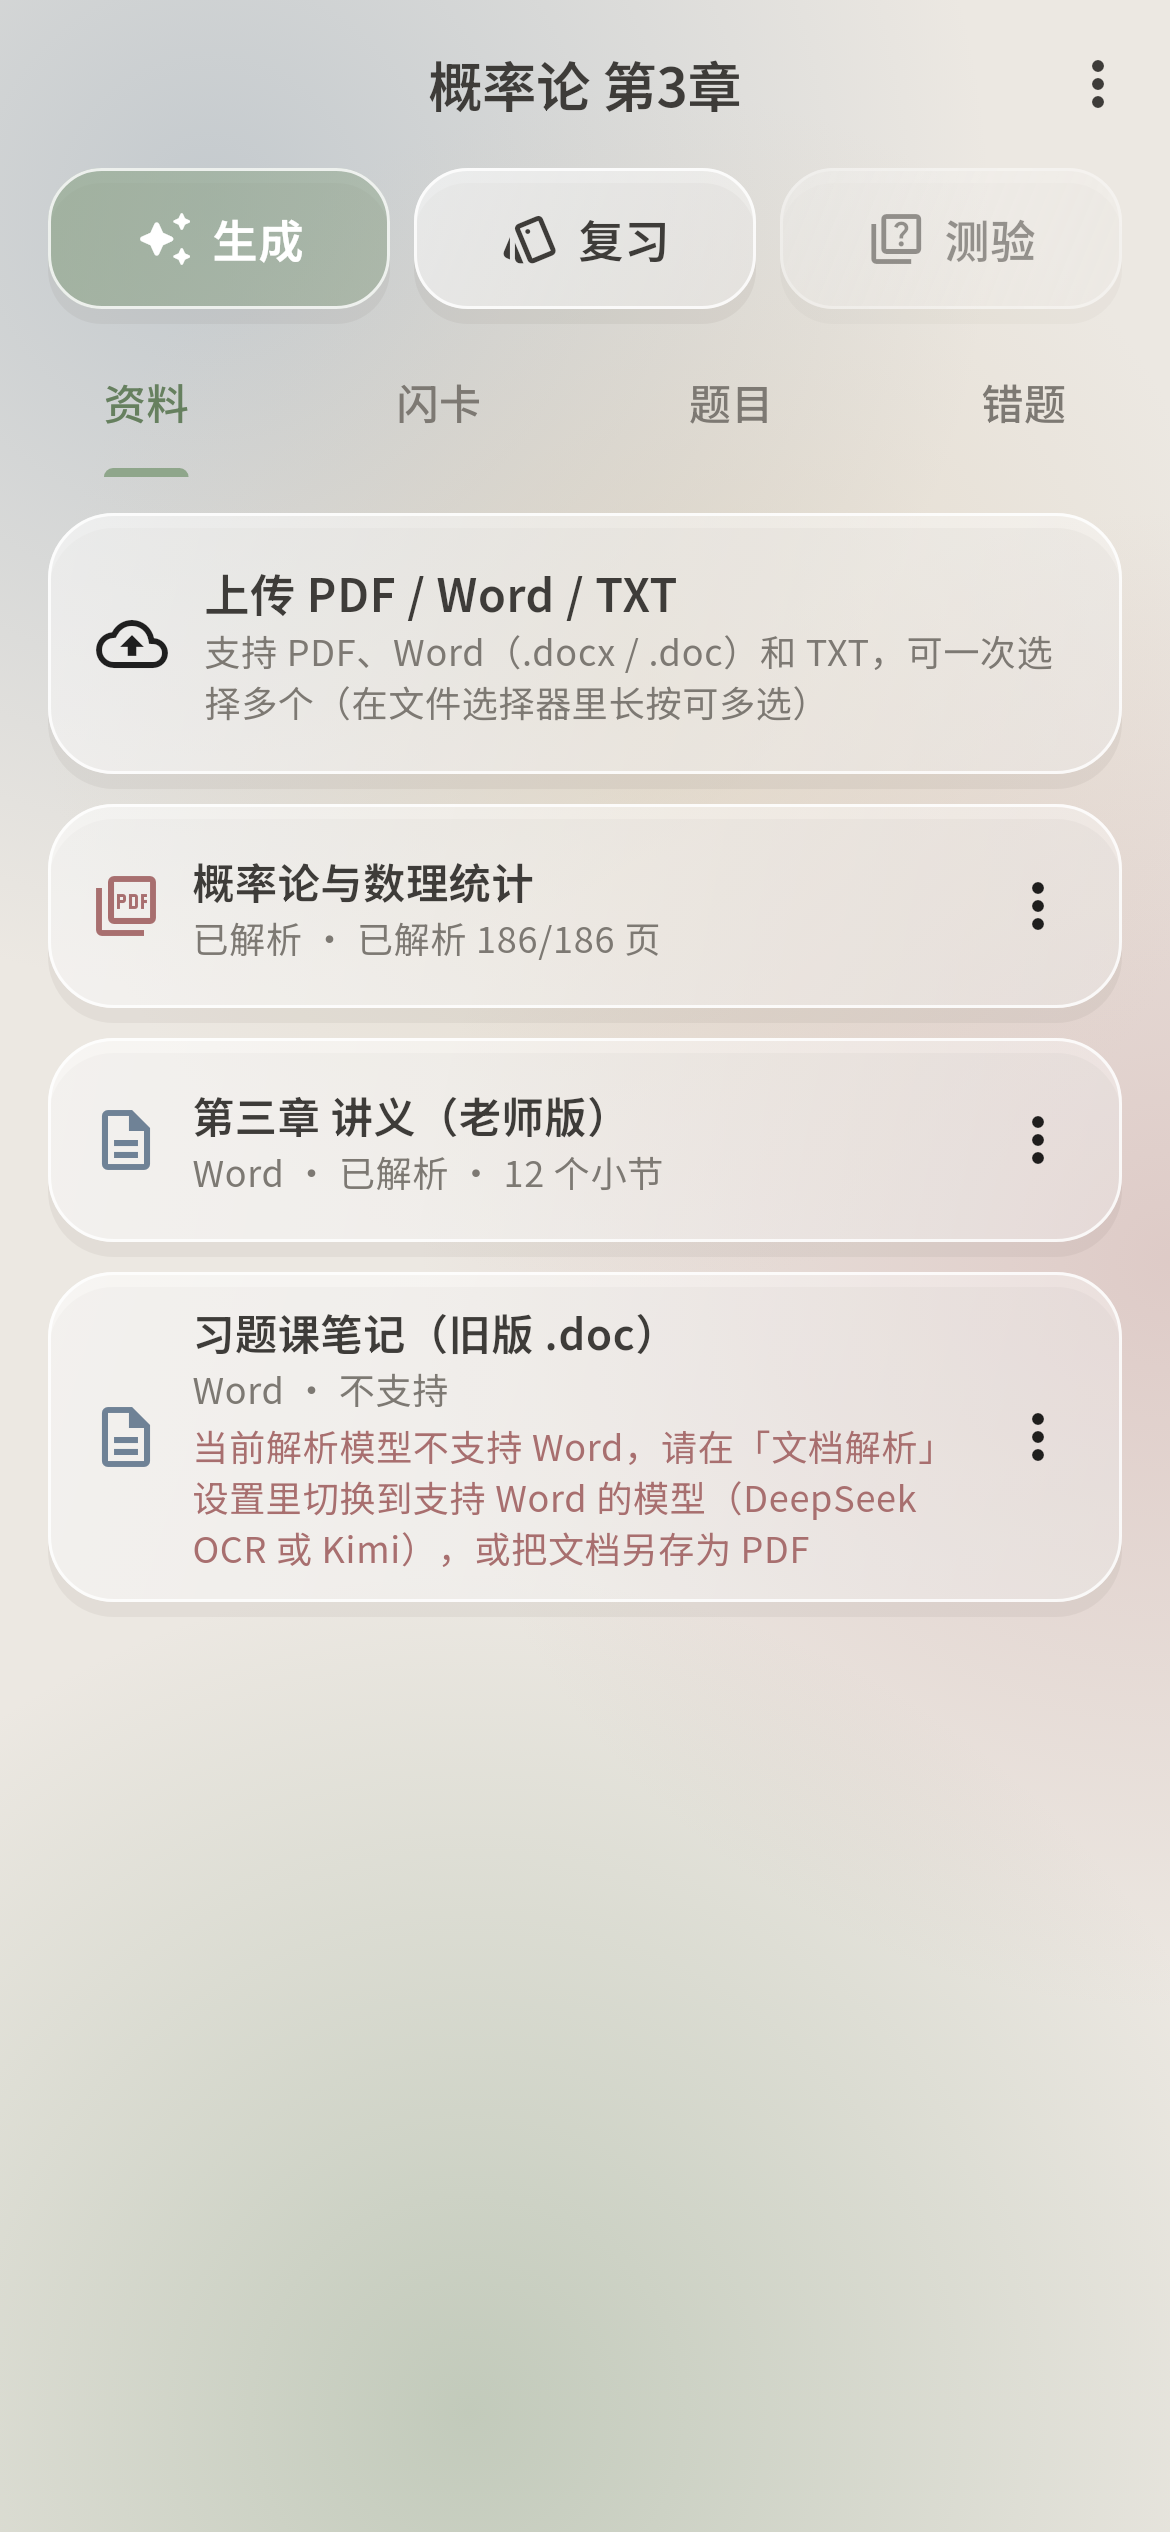 概率论 第3章
生成
复习
测验
资料
闪卡
题目
错题
上传 PDF / Word / TXT
支持 PDF、Word（.docx / .doc）和 TXT，可一次选
择多个（在文件选择器里长按可多选）
PDF
概率论与数理统计
已解析 · 已解析 186/186 页
第三章 讲义（老师版）
Word · 已解析 · 12 个小节
习题课笔记（旧版 .doc）
Word · 不支持
当前解析模型不支持 Word，请在「文档解析」
设置里切换到支持 Word 的模型（DeepSeek
OCR 或 Kimi），或把文档另存为 PDF